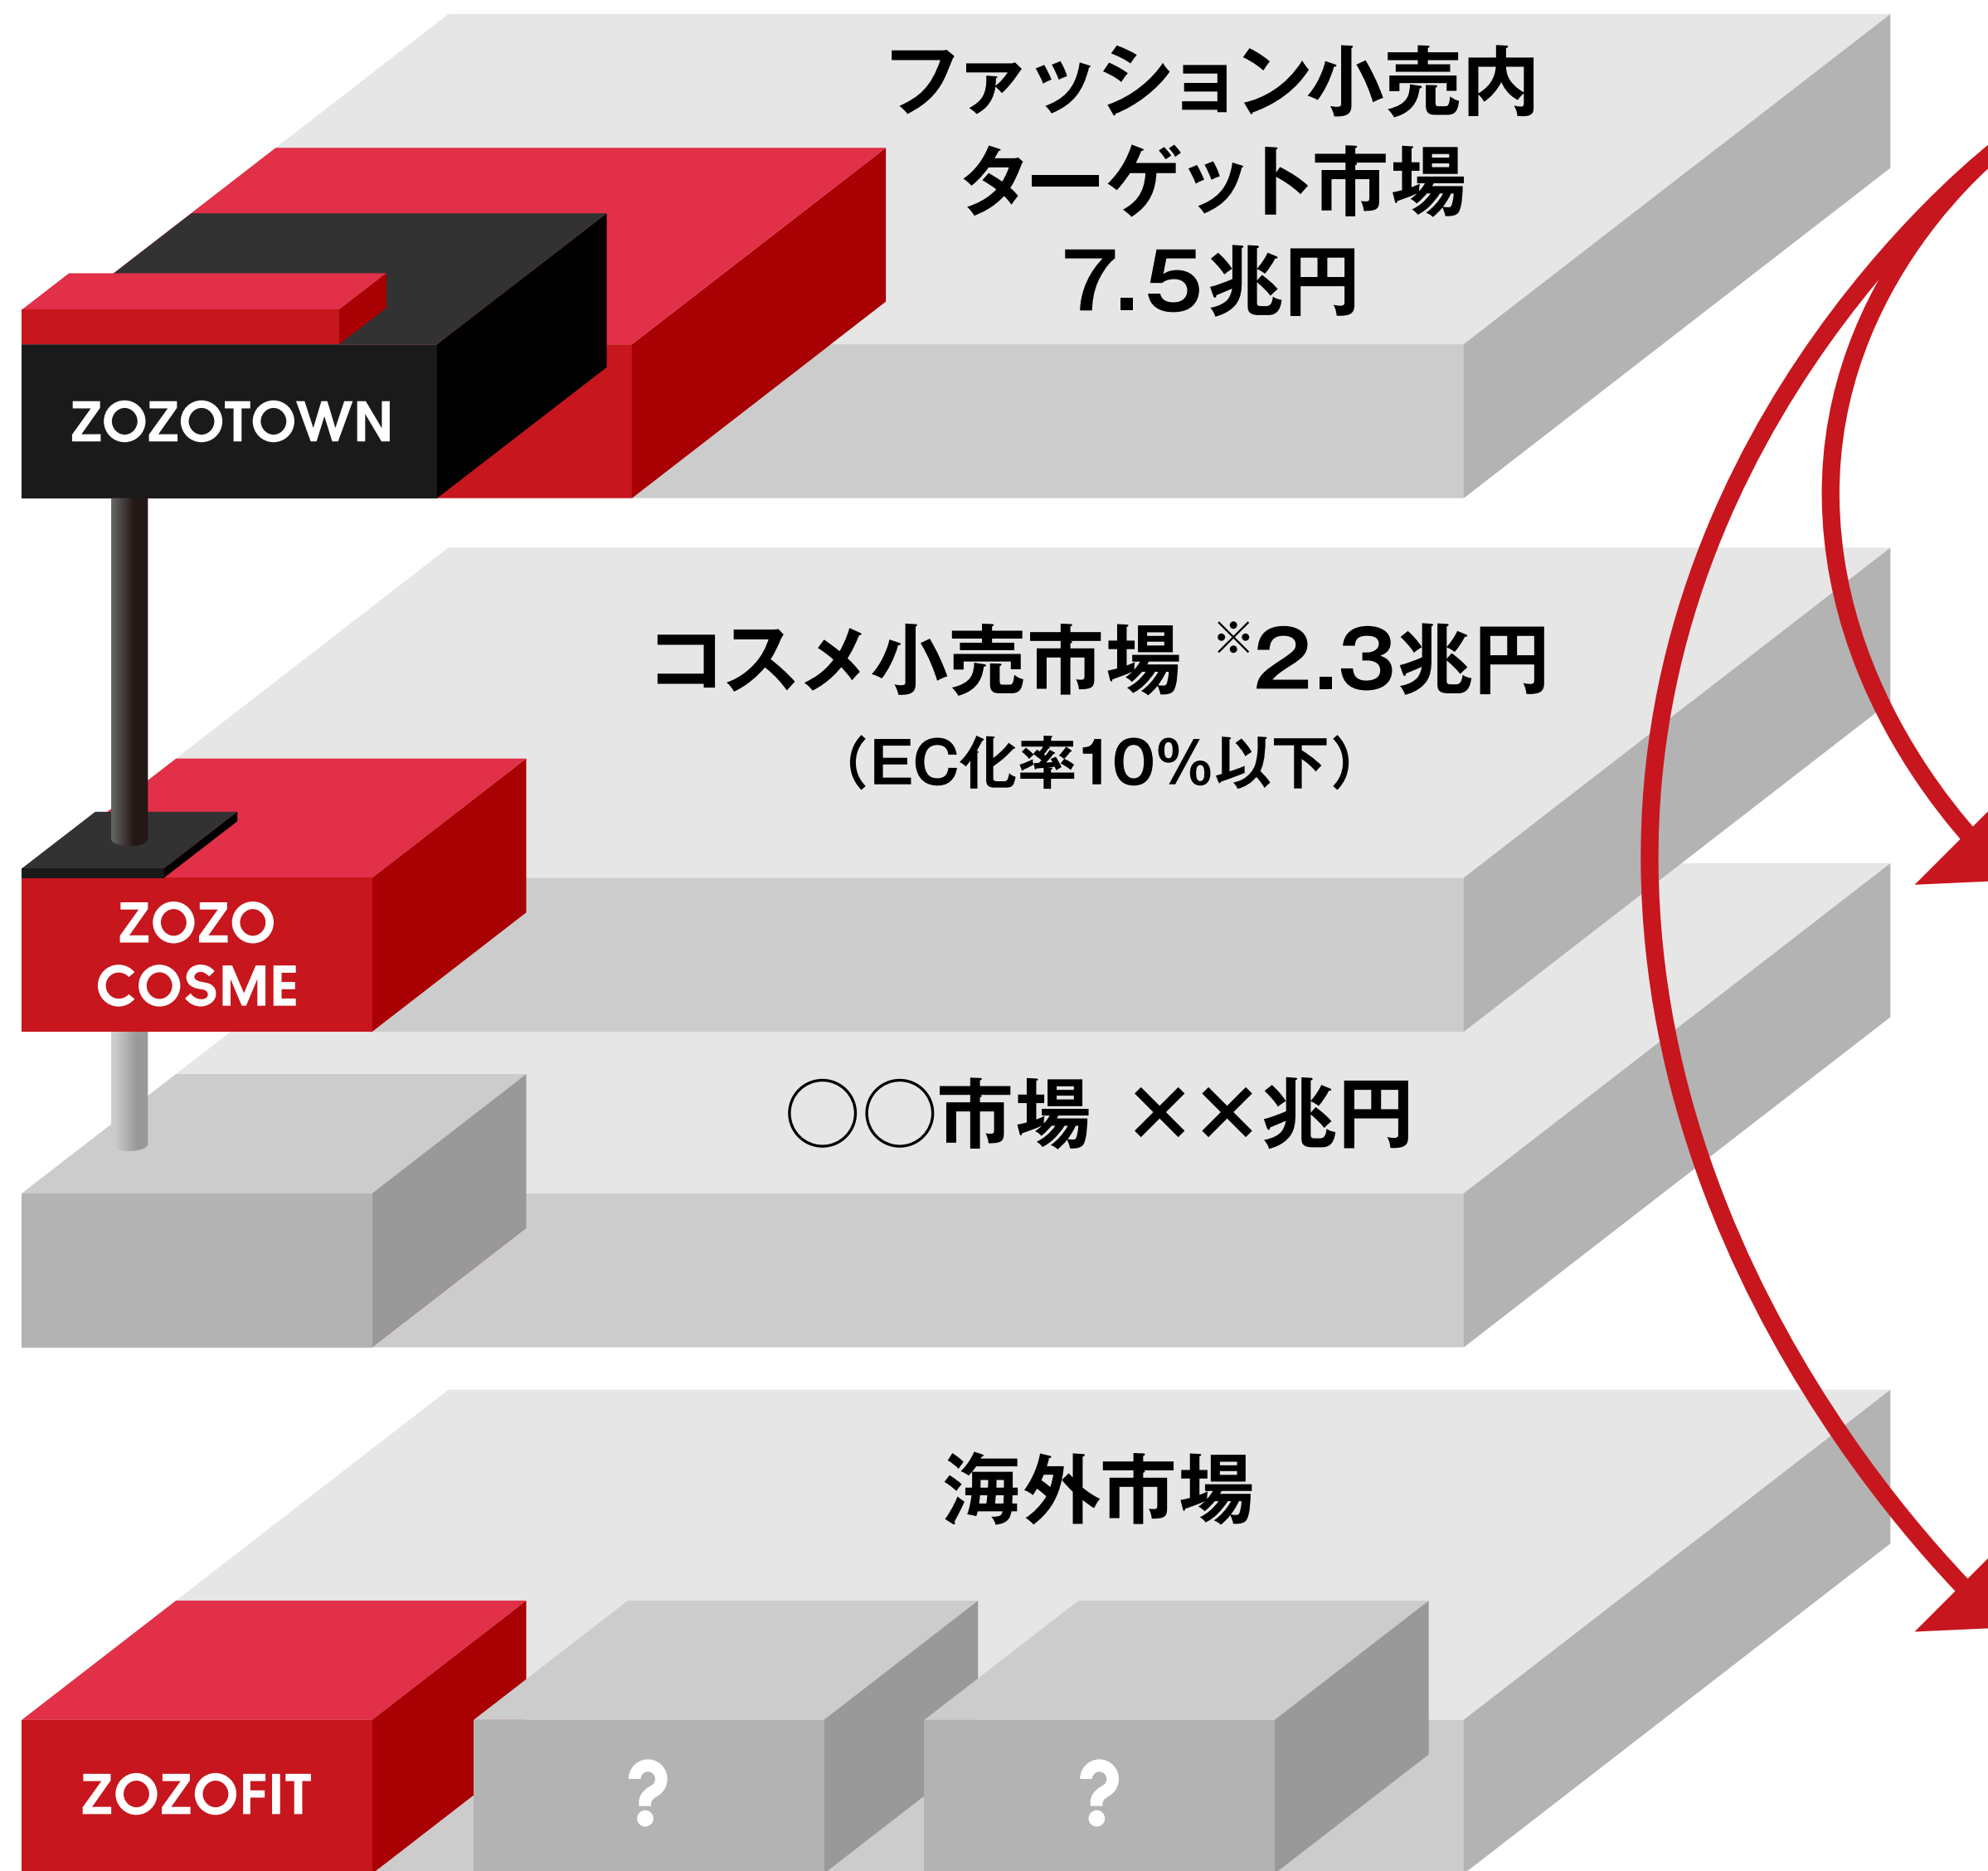 ファッション小売市内
ターゲット市場
7.5兆円
ZOZOTOWN
コスメ小売市場 ※2.33兆円
(EC化率10%以下)
ZOZO
COSME
◯◯市場 ××兆円
海外市場
ZOZOFIT
?
?